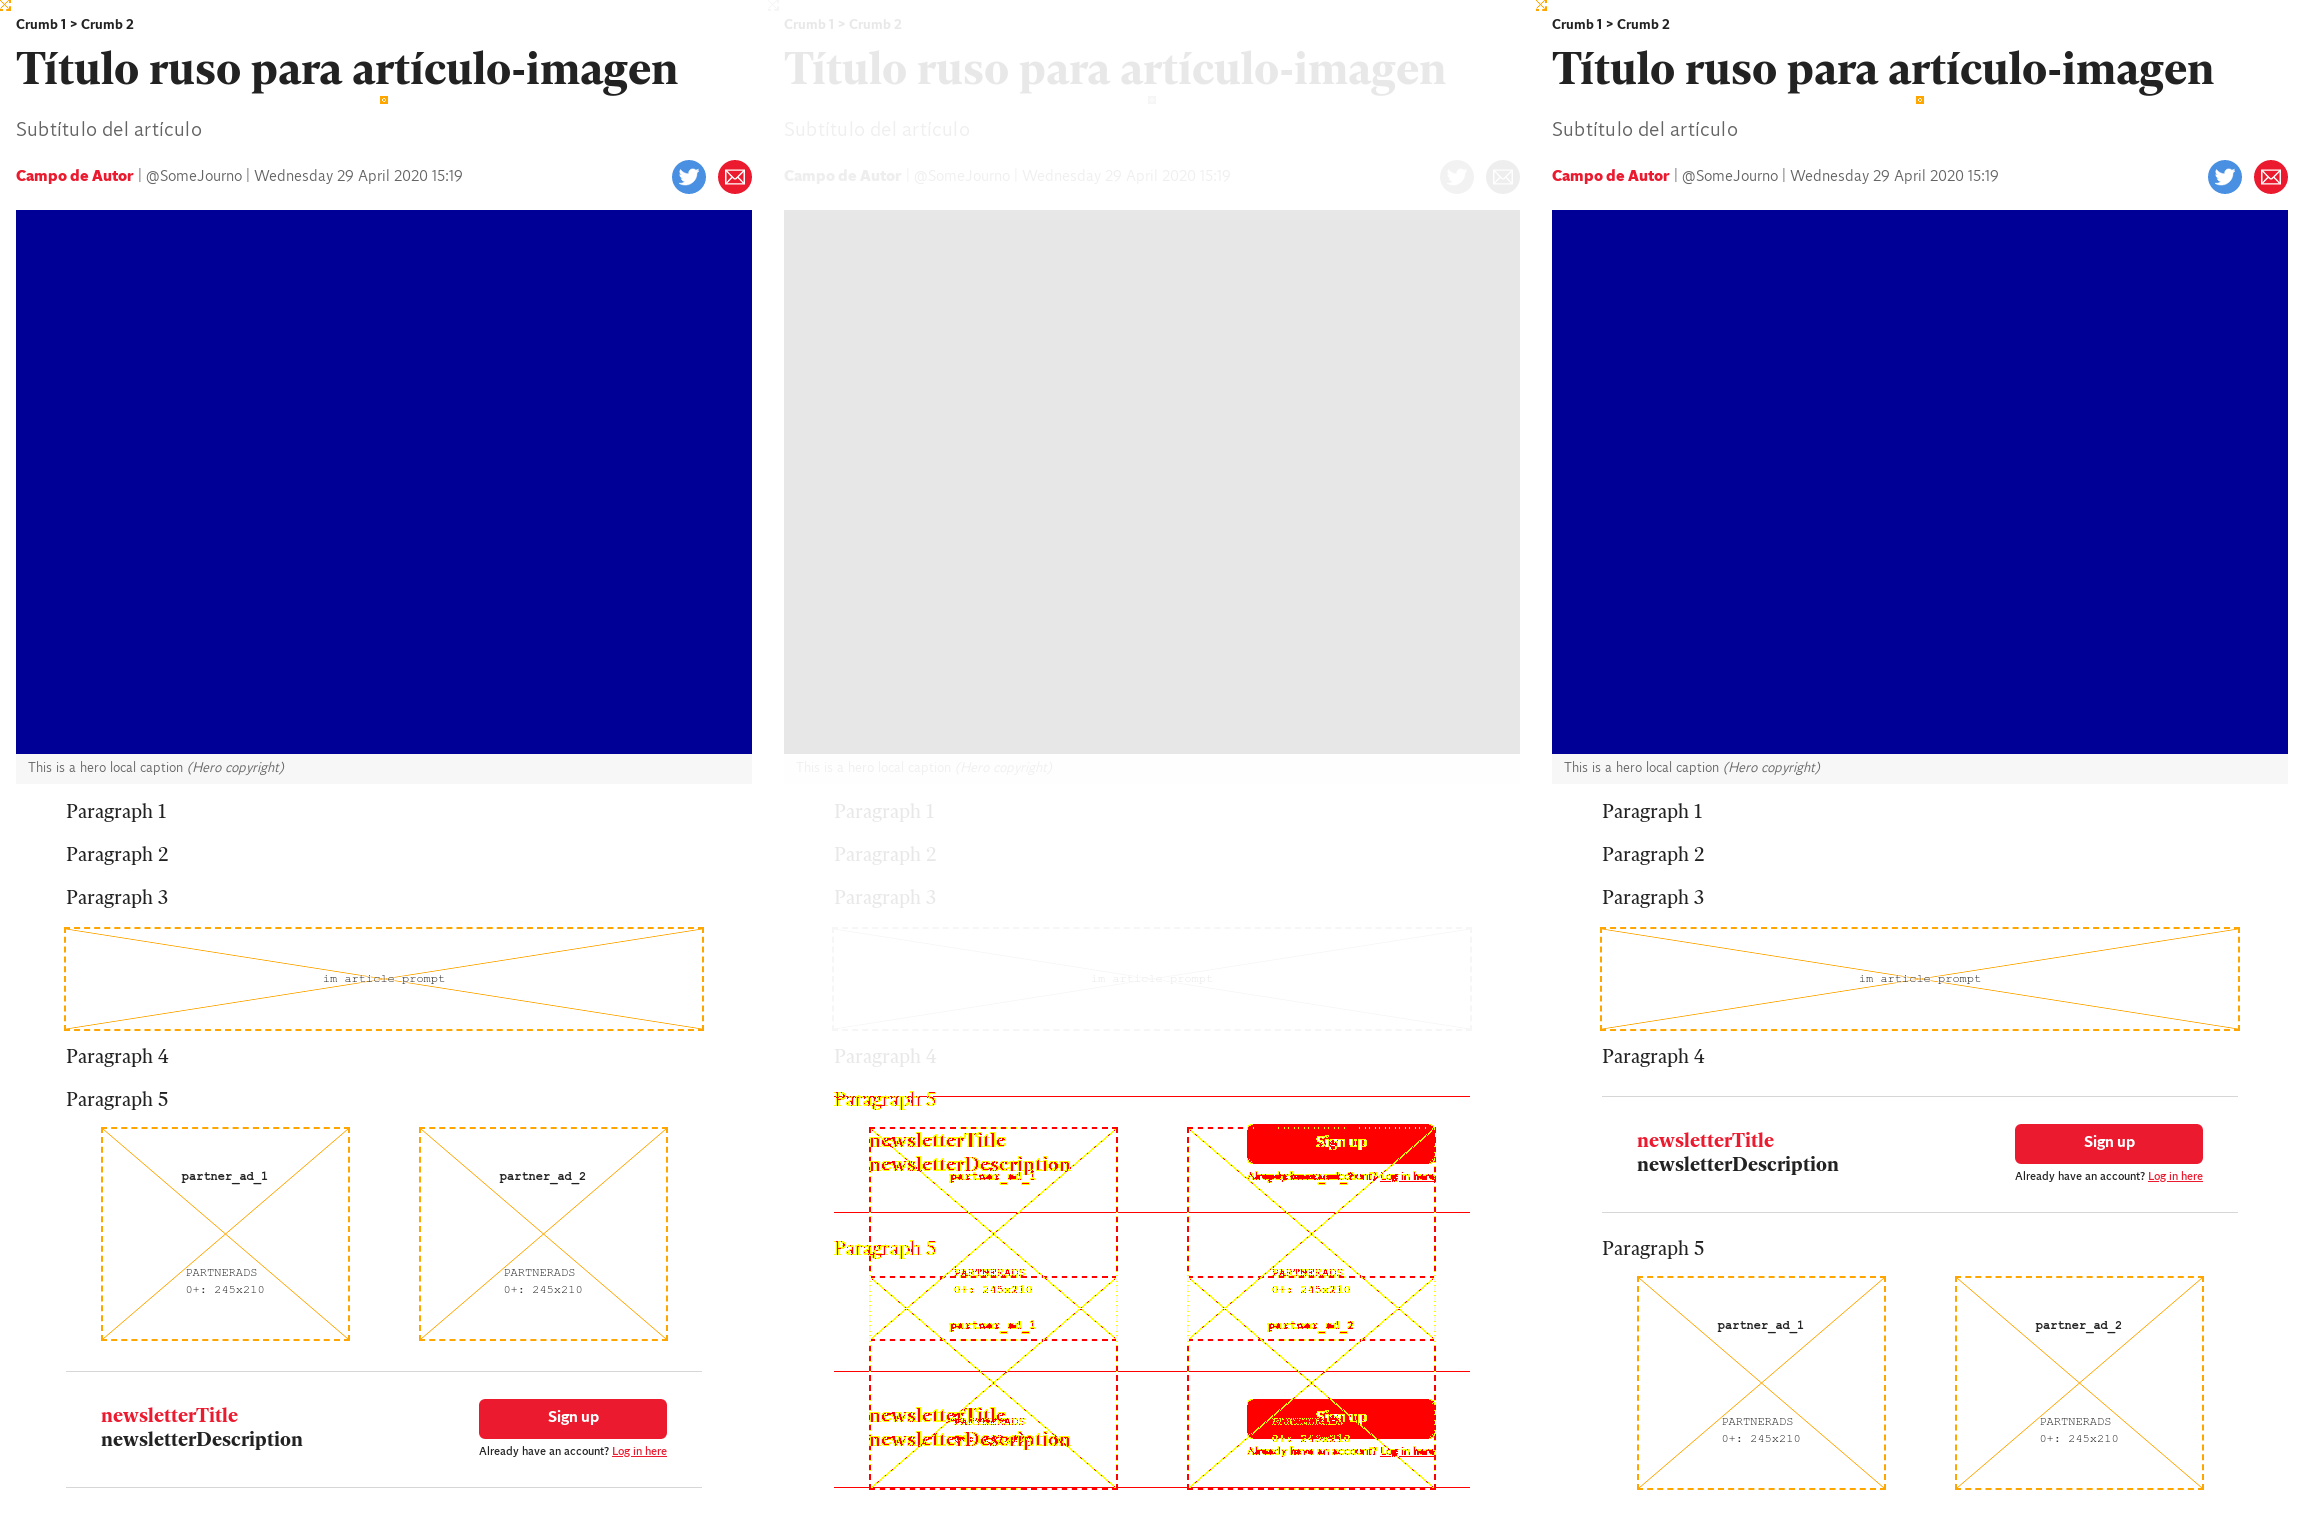 Crumb 1 > Crumb 2
Título ruso para artículo-imagen
Subtítulo del artículo
Campo de Autor | @SomeJourno | Wednesday 29 April 2020 15:19
This is a hero local caption (Hero copyright)
Paragraph 1
Paragraph 2
Paragraph 3
im article prompt
Paragraph 4
Paragraph 5
partner_ad_1
partner_ad_2
PARTNERADS
0+: 245x210
PARTNERADS
0+: 245x210
newsletterTitle
newsletterDescription
Sign up
Already have an account? Log in here
Crumb 1 > Crumb 2
Título ruso para artículo-imagen
Subtítulo del artículo
Campo de Autor | @SomeJourno | Wednesday 29 April 2020 15:19
This is a hero local caption (Hero copyright)
Paragraph 1
Paragraph 2
Paragraph 3
im article prompt
Paragraph 4
Paragraph 5
newsletterTitle
newsletterDescription
partner_ad_1
Sign up
Log in here
Paragraph 5
PARTNERADS
0+: 245x210
PARTNERADS
0+: 245x210
partner_ad_1
partner_ad_2
newsletterTitle
newsletterDescription
Sign up
Already have an account? Log in here
Crumb 1 > Crumb 2
Título ruso para artículo-imagen
Subtítulo del artículo
Campo de Autor | @SomeJourno | Wednesday 29 April 2020 15:19
This is a hero local caption (Hero copyright)
Paragraph 1
Paragraph 2
Paragraph 3
im article prompt
Paragraph 4
newsletterTitle
newsletterDescription
Sign up
Already have an account? Log in here
Paragraph 5
partner_ad_1
partner_ad_2
PARTNERADS
0+: 245x210
PARTNERADS
0+: 245x210